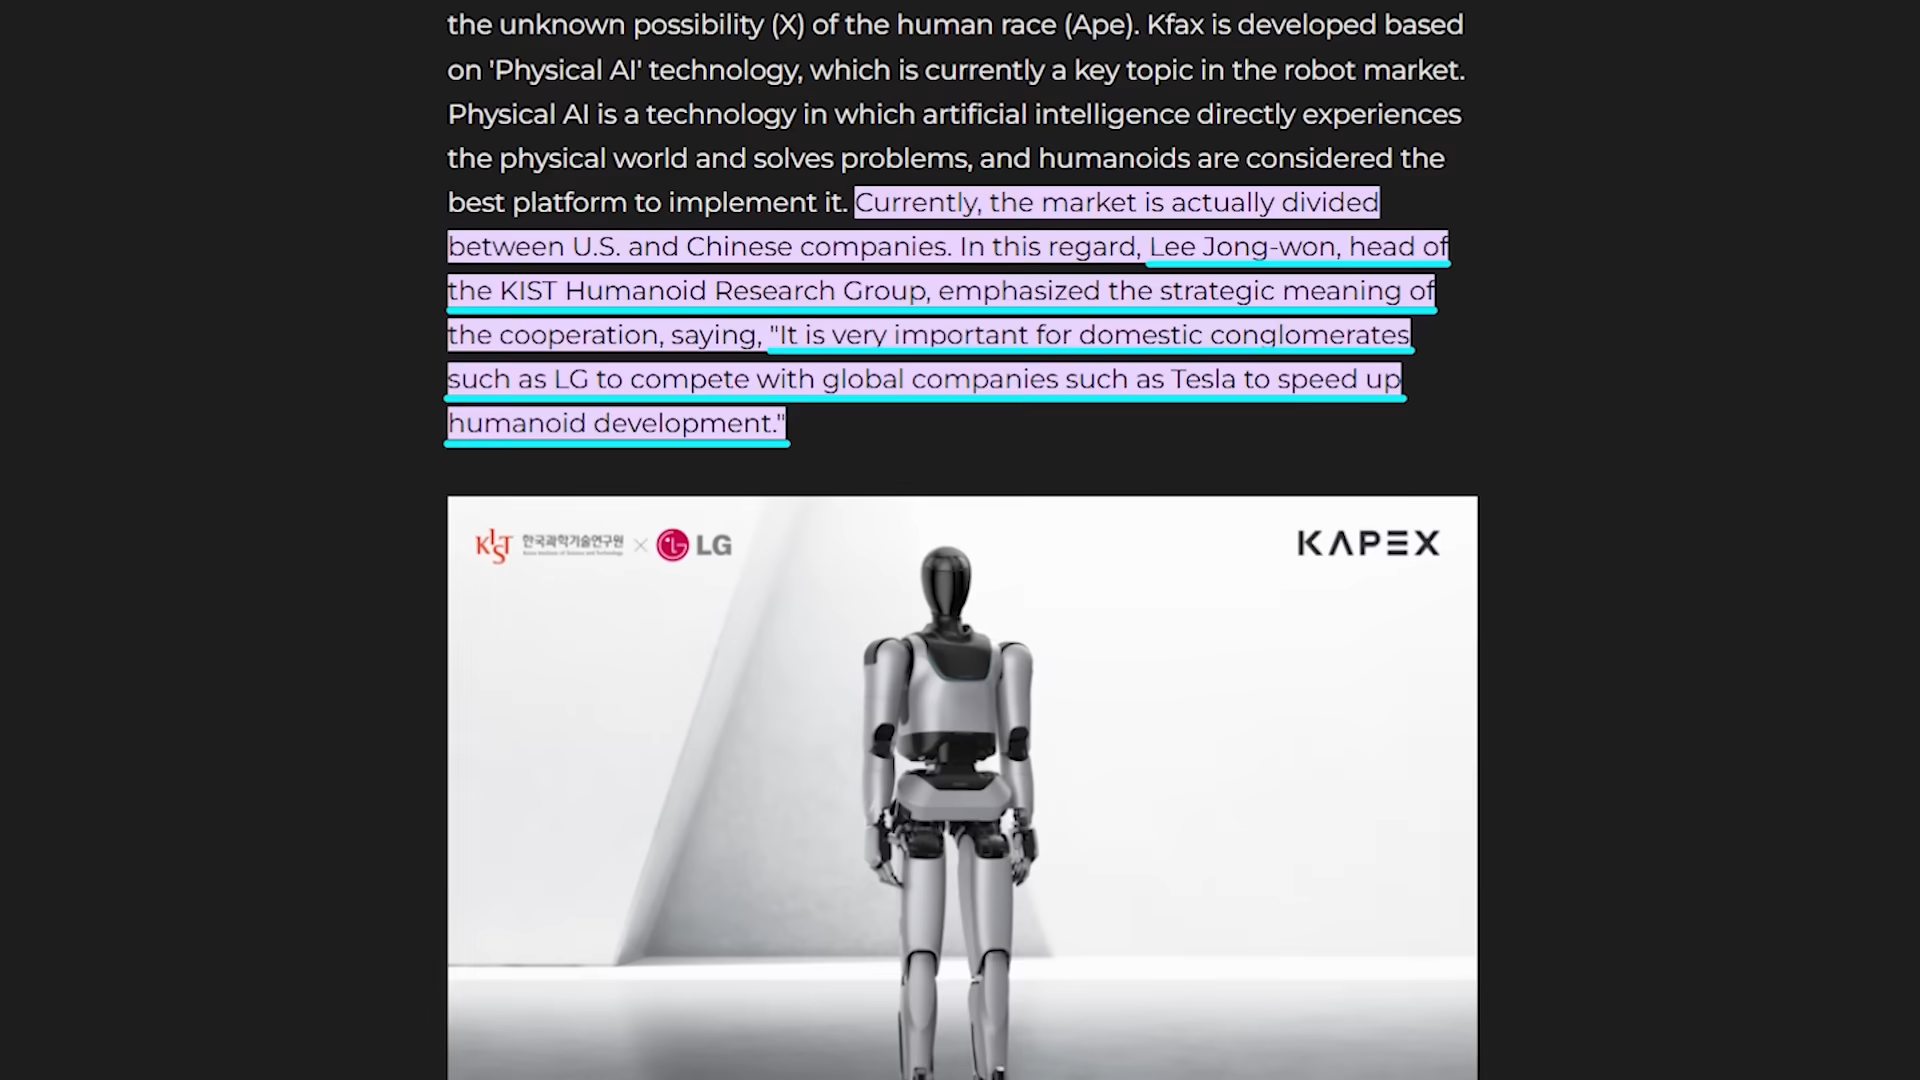 the unknown possibility (X) of the human race (Ape). Kfax is developed based
on 'Physical AI' technology, which is currently a key topic in the robot market.
Physical AI is a technology in which artificial intelligence directly experiences
the physical world and solves problems, and humanoids are considered the
best platform to implement it. Currently, the market is actually divided
between U.S. and Chinese companies. In this regard, Lee Jong-won, head of
the KIST Humanoid Research Group, emphasized the strategic meaning of
the cooperation, saying, "It is very important for domestic conglomerates
such as LG to compete with global companies such as Tesla to speed up
humanoid development."
KIST 한국과학기술연구원 × LG KAPEX
Korea Institute of Science and Technology